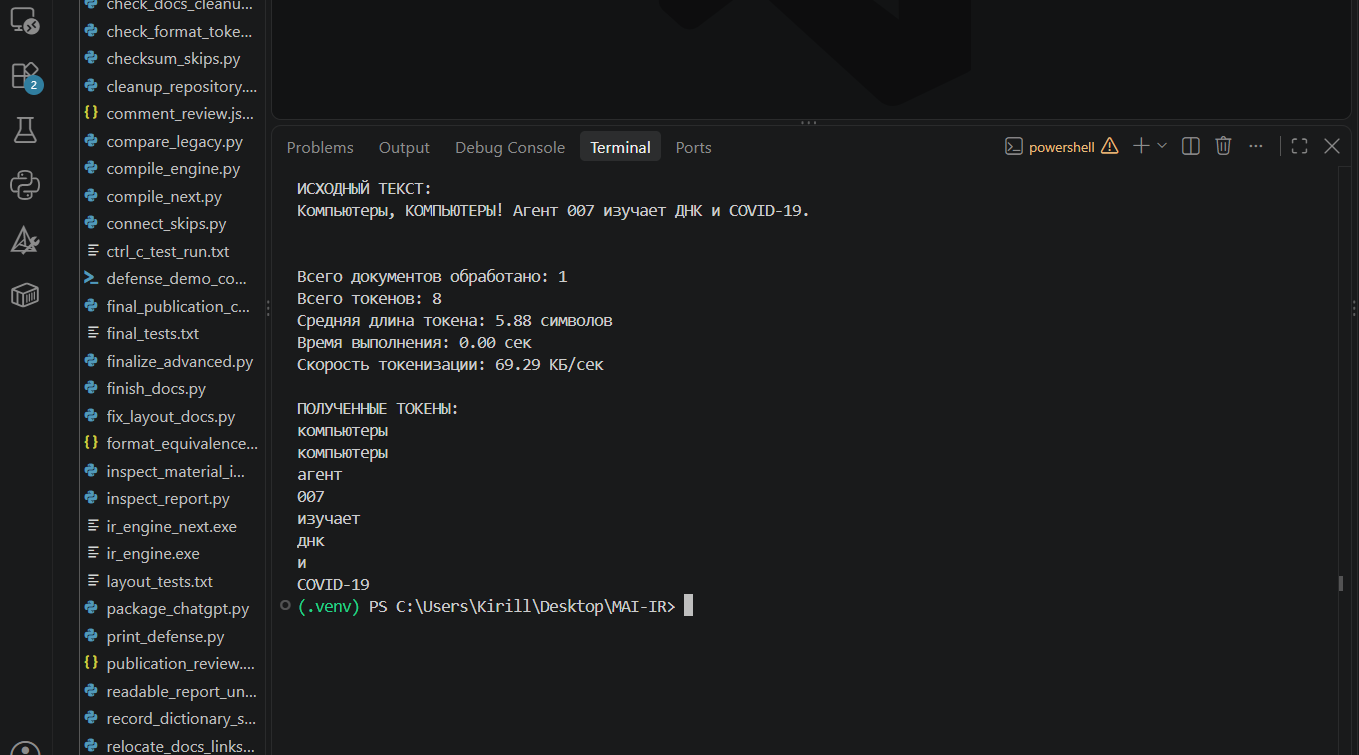 check_docs_cleanu...
check_format_toke...
checksum_skips.py
cleanup_repository....
comment_review.js...
compare_legacy.py
compile_engine.py
compile_next.py
connect_skips.py
ctrl_c_test_run.txt
defense_demo_co...
final_publication_c...
final_tests.txt
finalize_advanced.py
finish_docs.py
fix_layout_docs.py
format_equivalence...
inspect_material_i...
inspect_report.py
ir_engine_next.exe
ir_engine.exe
layout_tests.txt
package_chatgpt.py
print_defense.py
publication_review....
readable_report_un...
record_dictionary_s...
relocate_docs_links...
2
Problems Output Debug Console Terminal Ports
powershell
ИСХОДНЫЙ ТЕКСТ:
Компьютеры, КОМПЬЮТЕРЫ! Агент 007 изучает ДНК и COVID-19.
Всего документов обработано: 1
Всего токенов: 8
Средняя длина токена: 5.88 символов
Время выполнения: 0.00 сек
Скорость токенизации: 69.29 КБ/сек
ПОЛУЧЕННЫЕ ТОКЕНЫ:
компьютеры
компьютеры
агент
007
изучает
днк
и
COVID-19
(.venv) PS C:\Users\Kirill\Desktop\MAI-IR>